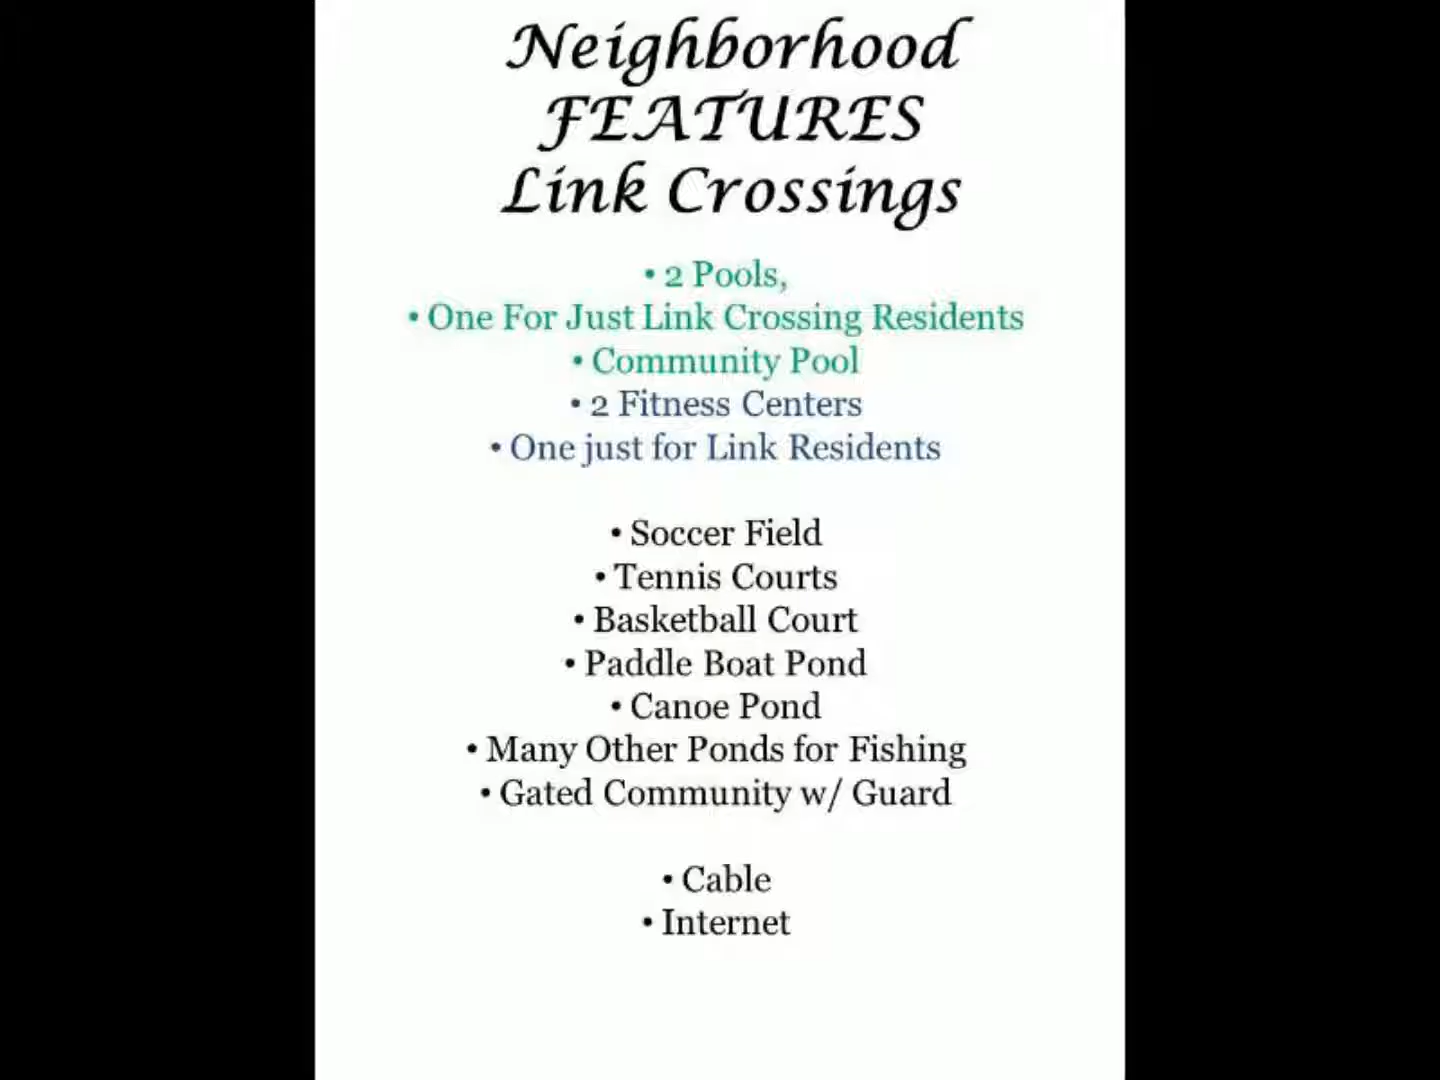 Neighborhood
FEATURES
Link Crossings
• 2 Pools,
• One For Just Link Crossing Residents
• Community Pool
• 2 Fitness Centers
• One just for Link Residents
• Soccer Field
• Tennis Courts
• Basketball Court
• Paddle Boat Pond
• Canoe Pond
• Many Other Ponds for Fishing
• Gated Community w/ Guard
• Cable
• Internet